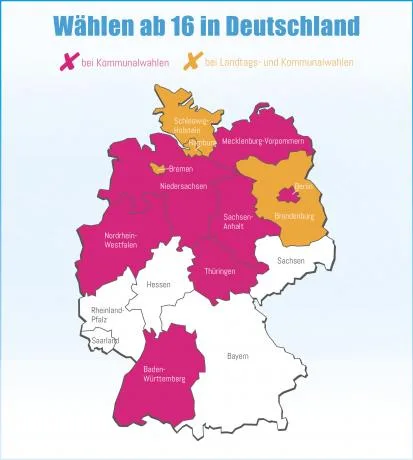 Wählen ab 16 in Deutschland
✘ bei Kommunalwahlen ✘ bei Landtags- und Kommunalwahlen
Schleswig-
Holstein
Hamburg
Mecklenburg-Vorpommern
Bremen
Niedersachsen
Berlin
Brandenburg
Sachsen-
Anhalt
Nordrhein-
Westfalen
Sachsen
Thüringen
Hessen
Rheinland-
Pfalz
Saarland
Bayern
Baden-
Württemberg